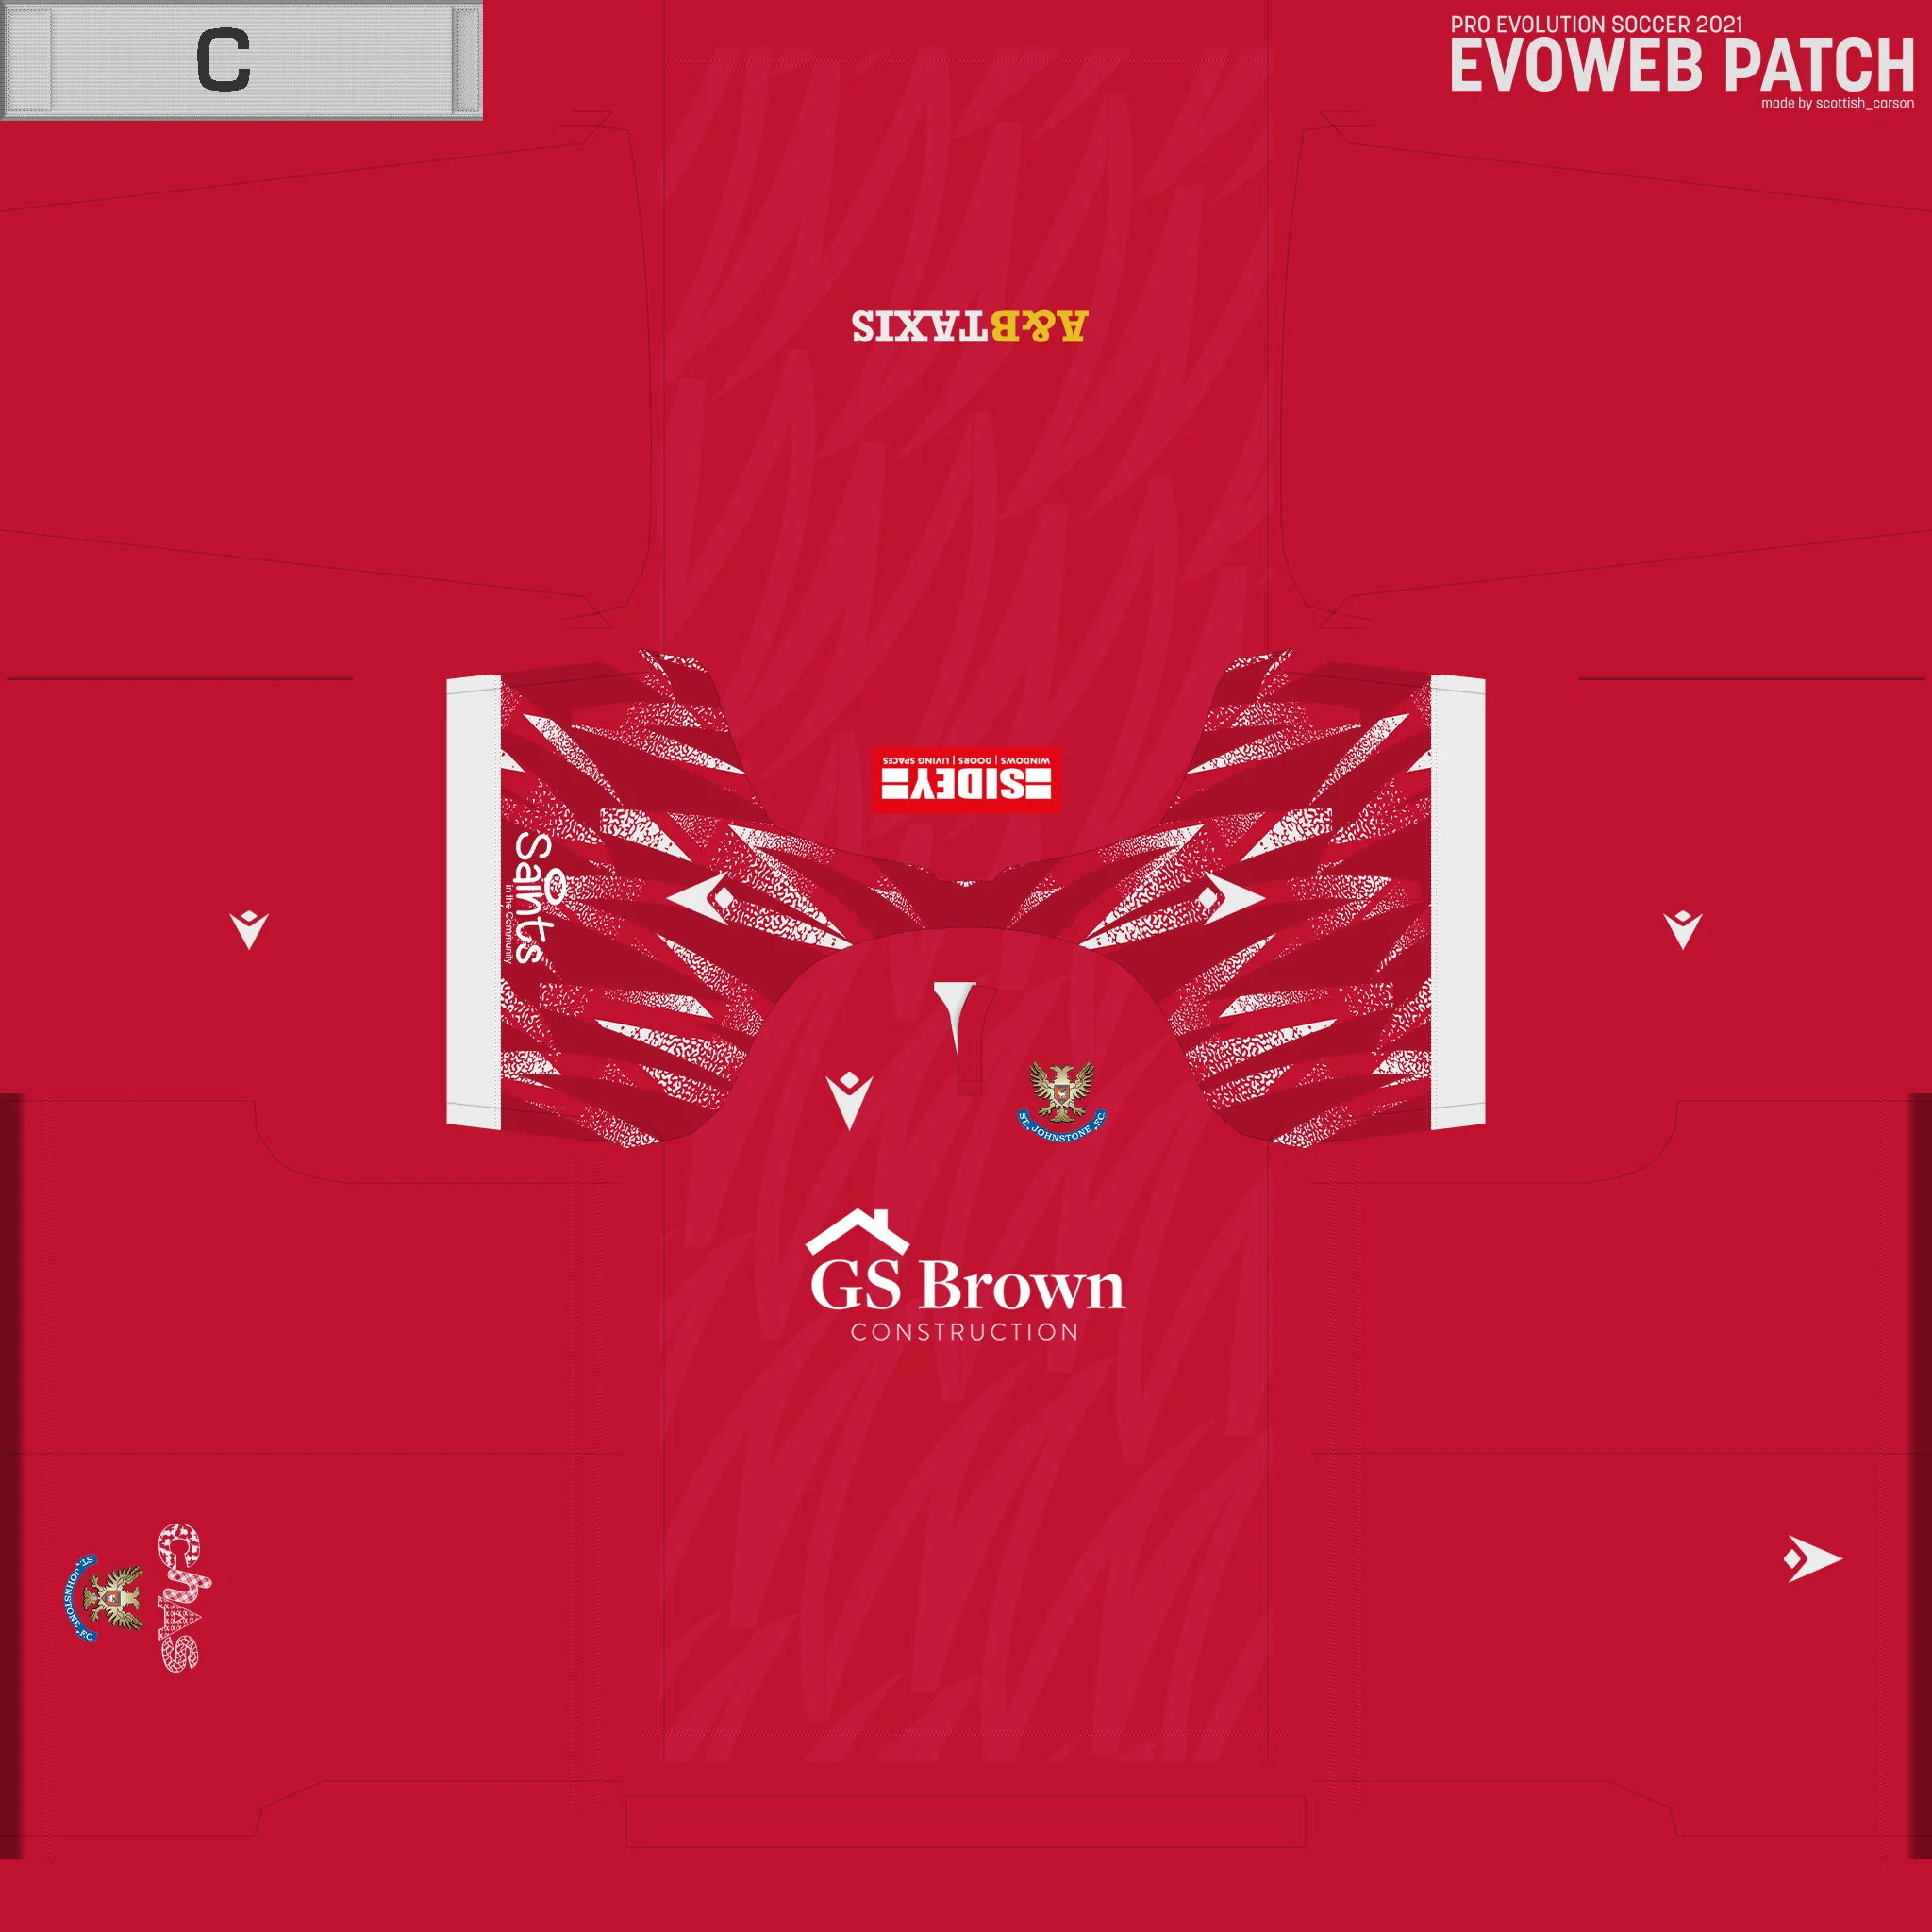 C
PRO EVOLUTION SOCCER 2021
EVOWEB PATCH
made by scottish_carson
A&BTAXIS
SIDEY
WINDOWS | DOORS | LIVING SPACES
Saints
in the Community
ST. JOHNSTONE F.C.
GS Brown
CONSTRUCTION
chas
ST. JOHNSTONE F.C.